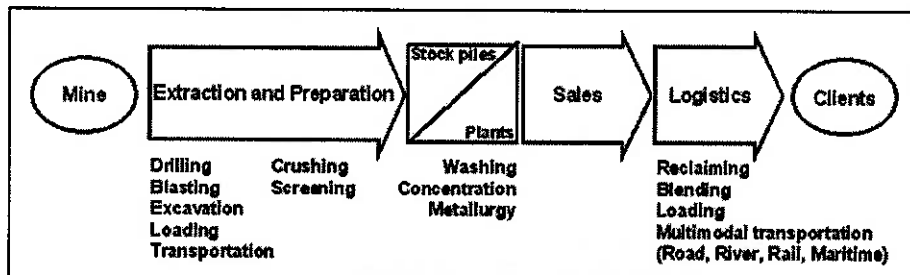 Mine
Extraction and Preparation
Stock piles
Plants
Sales
Logistics
Clients
Drilling
Blasting
Excavation
Loading
Transportation
Crushing
Screening
Washing
Concentration
Metallurgy
Reclaiming
Blending
Loading
Multimodal transportation
(Road, River, Rail, Maritime)